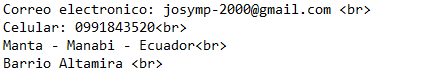 Correo electronico: josymp-2000@gmail.com <br>
Celular: 0991843520<br>
Manta - Manabi - Ecuador<br>
Barrio Altamira <br>